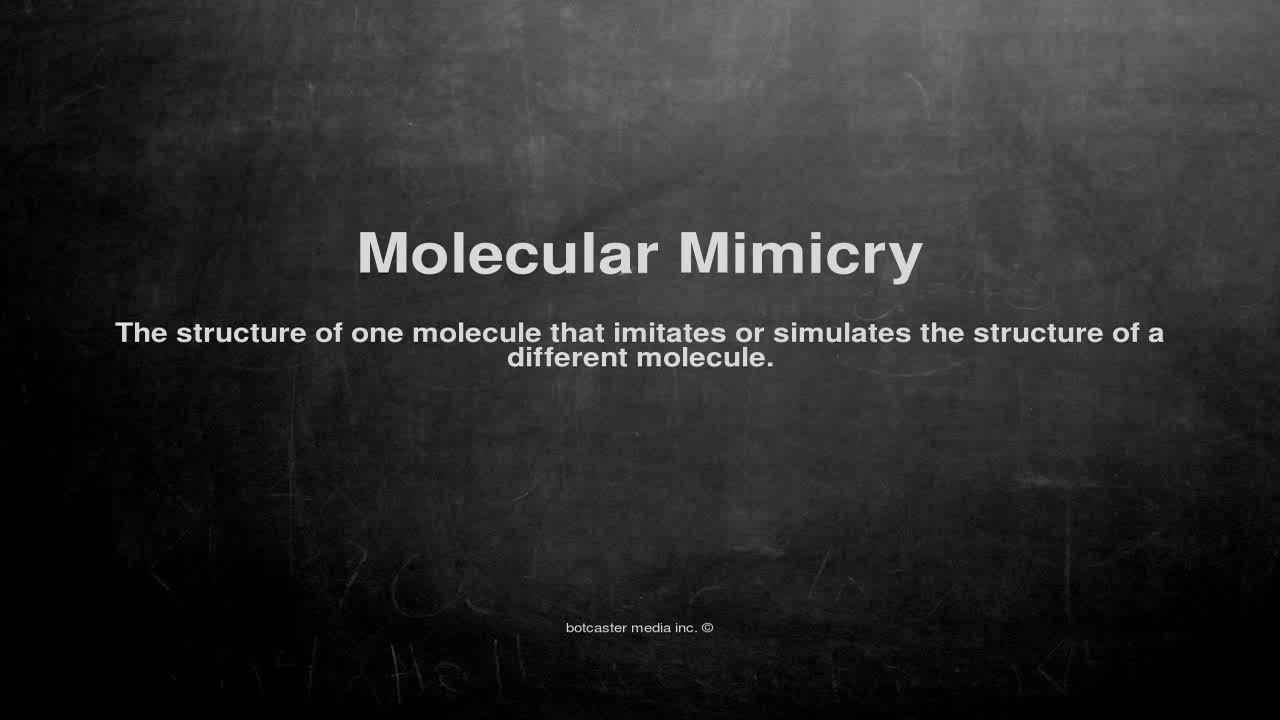 Molecular Mimicry
The structure of one molecule that imitates or simulates the structure of a
different molecule.
botcaster media inc. ©